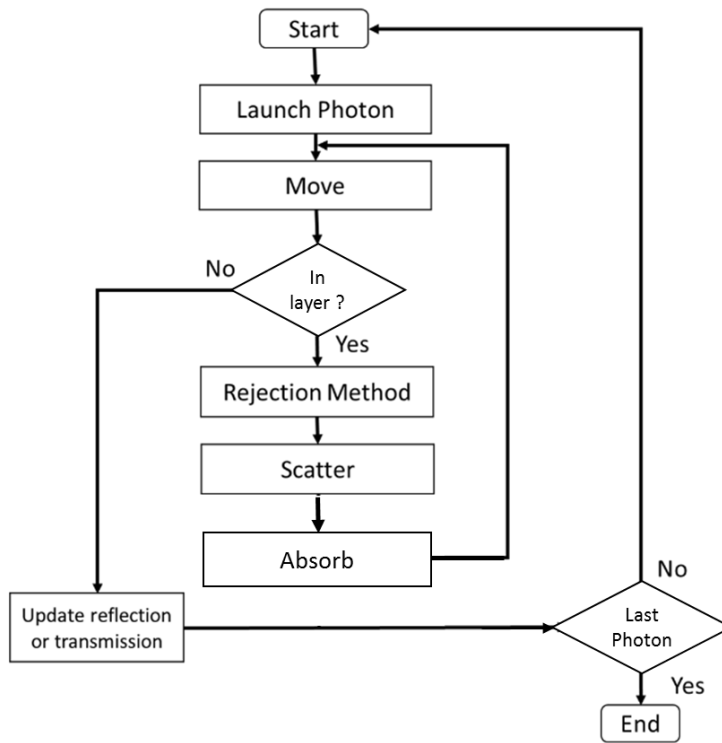 Start
Launch Photon
Move
No
In
layer ?
Yes
Rejection Method
Scatter
Absorb
Update reflection
or transmission
No
Last
Photon
Yes
End